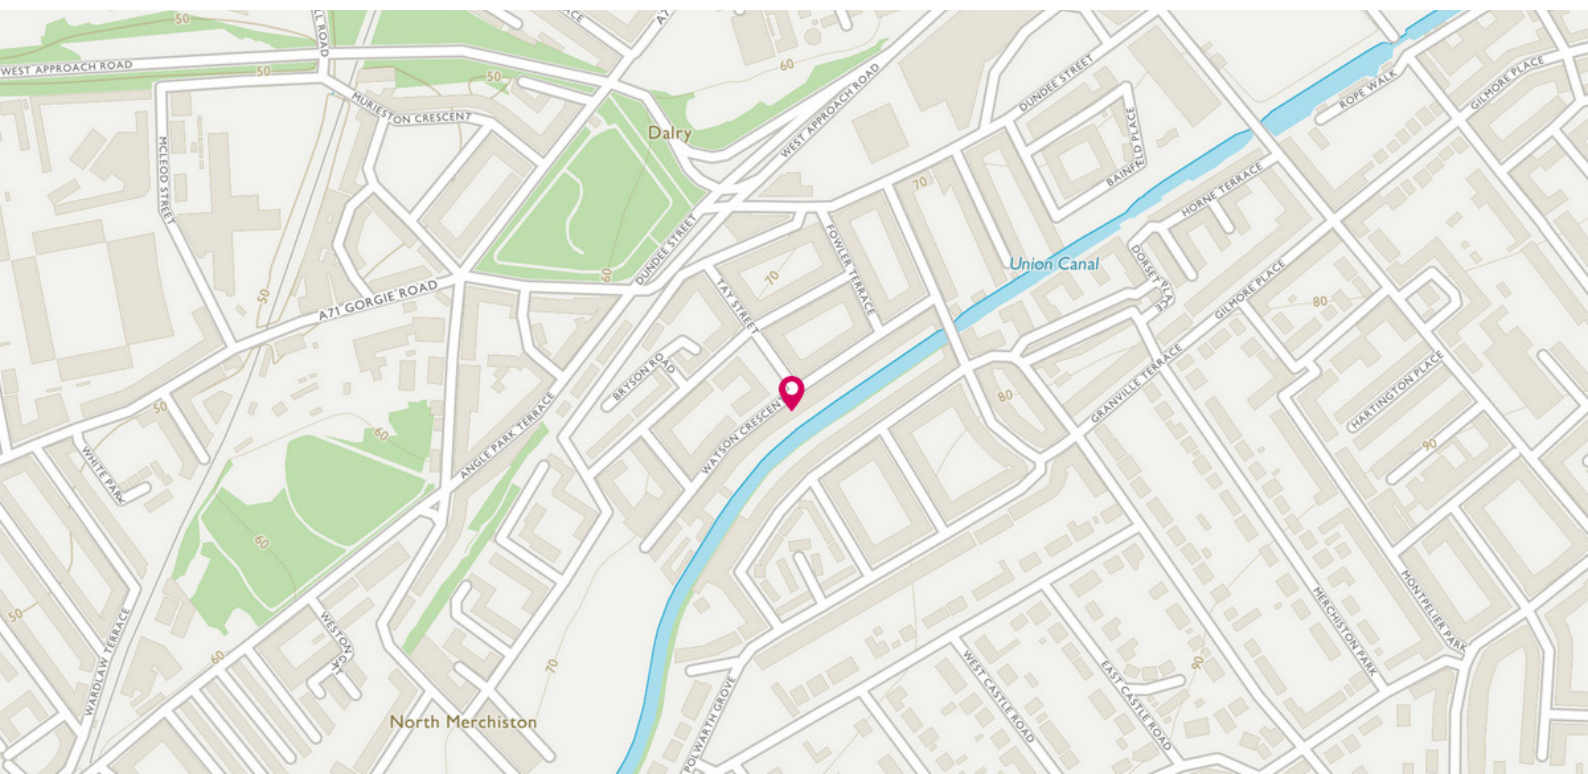 50
LL ROAD
ACE
A7
WEST APPROACH ROAD
50
50
60
MURIESTON CRESCENT
Dalry
WEST APPROACH ROAD
DUNDEE STREET
ROPE WALK
GILMORE PLACE
MCLEOD STREET
BAINFIELD PLACE
70
HORNE TERRACE
DUNDEE STREET
FOWLER TERRACE
Union Canal
DORSET PLACE
60
70
50
A71 GORGIE ROAD
TAY STREET
GILMORE PLACE
80
BRYSON ROAD
GRANVILLE TERRACE
HARTINGTON PLACE
80
50
60
ANGLE PARK TERRACE
WATSON CRESCENT
90
WHITE PARK
60
50
WARDLAW TERRACE
WESTON GAIT
60
70
MERCHISTON PARK
MONTPELIER PARK
90
WEST CASTLE ROAD
EAST CASTLE ROAD
POLWARTH GROVE
North Merchiston